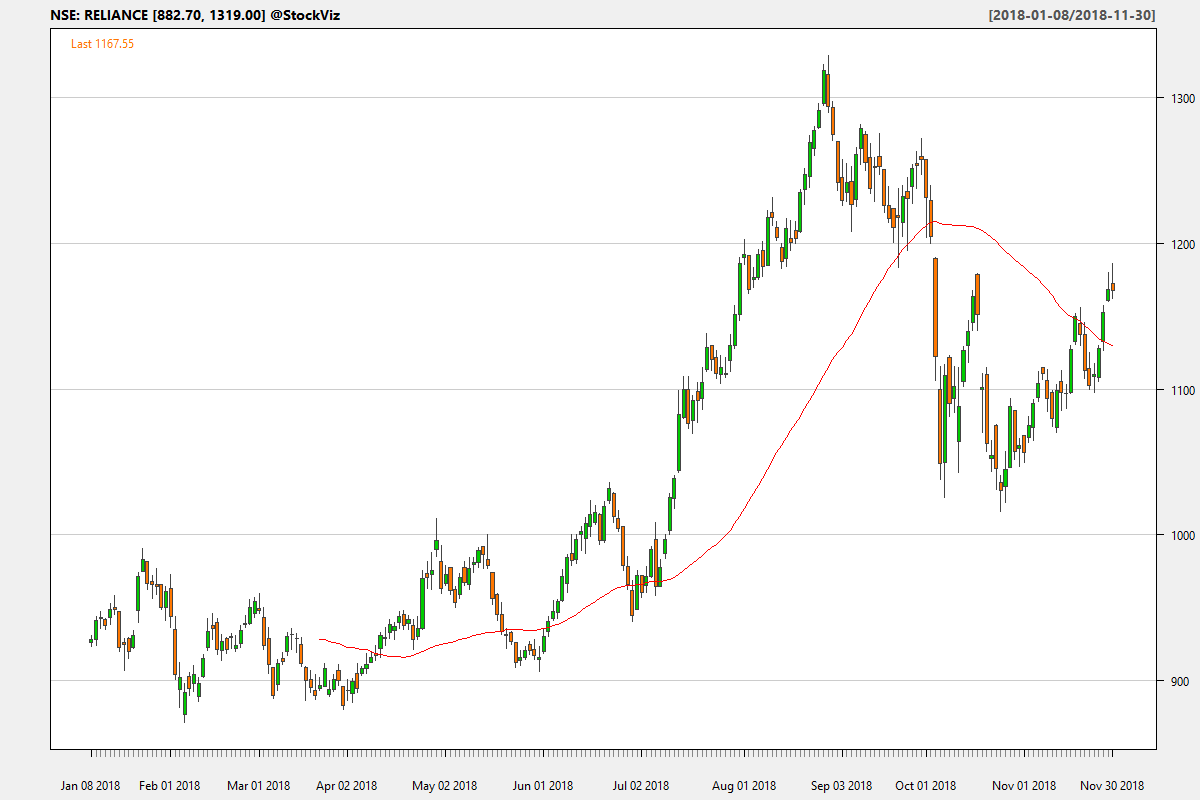 NSE: RELIANCE [882.70, 1319.00] @StockViz [2018-01-08/2018-11-30]
Last 1167.55
1300
1200
1100
1000
900
Jan 08 2018 Feb 01 2018 Mar 01 2018 Apr 02 2018 May 02 2018 Jun 01 2018 Jul 02 2018 Aug 01 2018 Sep 03 2018 Oct 01 2018 Nov 01 2018 Nov 30 2018